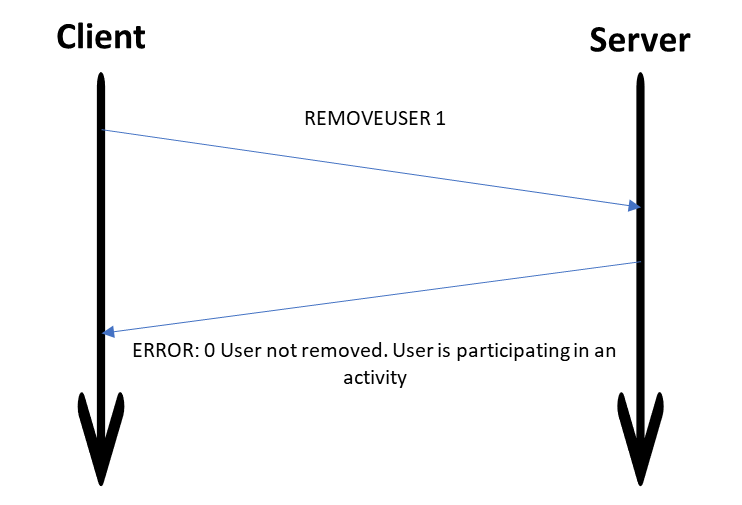 Client
Server
REMOVEUSER 1
ERROR: 0 User not removed. User is participating in an
activity